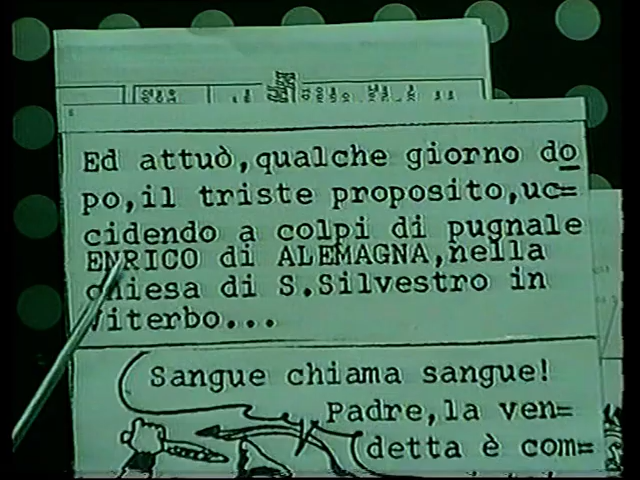 Ed attuò,qualche giorno do
po,il triste proposito,uc=
cidendo a colpi di pugnale
ENRICO di ALEMAGNA,nella
chiesa di S.Silvestro in
Viterbo...
Sangue chiama sangue!
Padre,la ven=
detta è com=